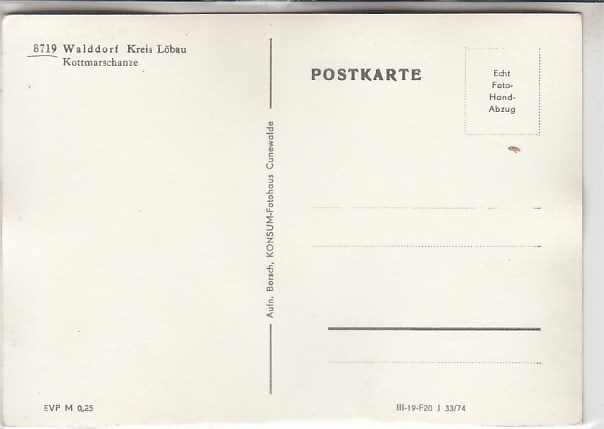 8719 Walddorf Kreis Löbau
Kottmarschanze
POSTKARTE
Echt
Foto-
Hand-
Abzug
Aufn. Bersch, KONSUM-Fotohaus Cunewalde
EVP M 0,25
III-19-F20 J 33/74